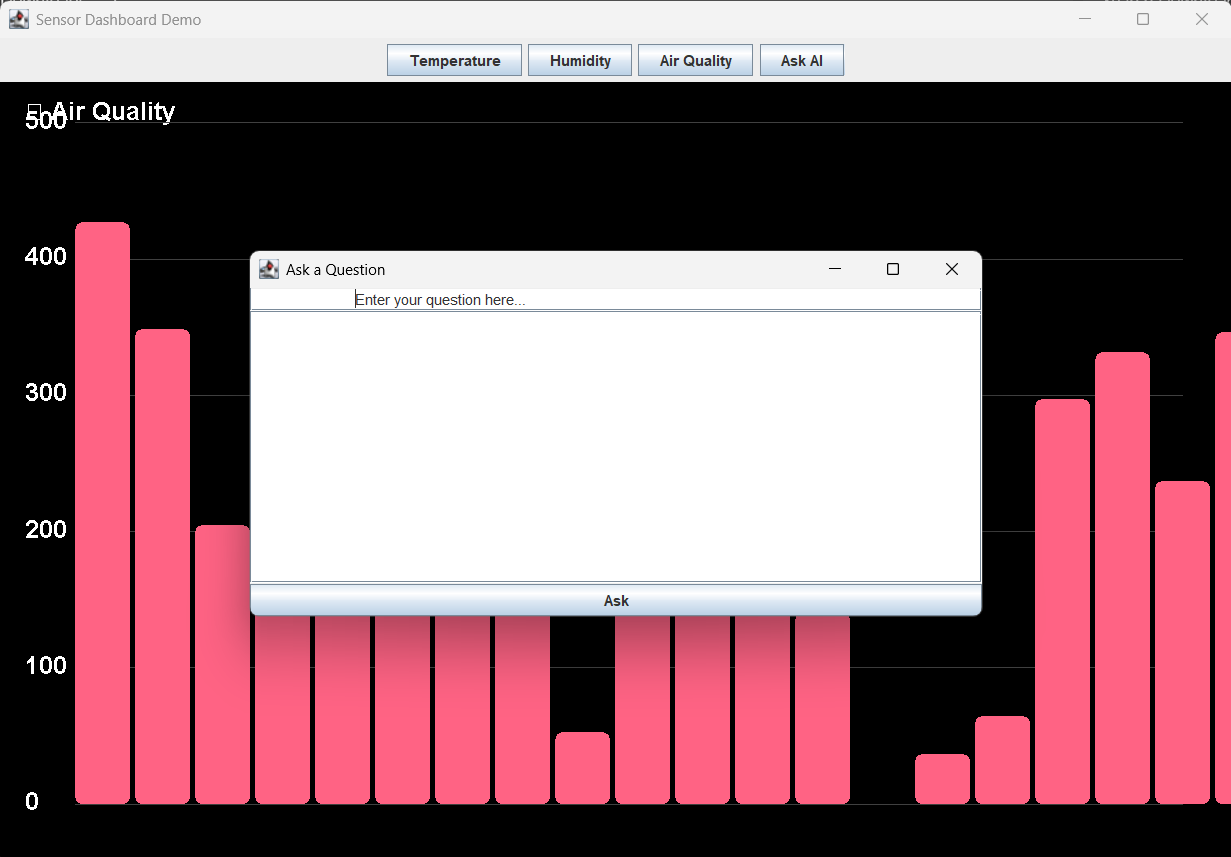 Sensor Dashboard Demo
Temperature Humidity Air Quality Ask AI
Air Quality
500
400
Ask a Question
Enter your question here...
300
200
Ask
100
0